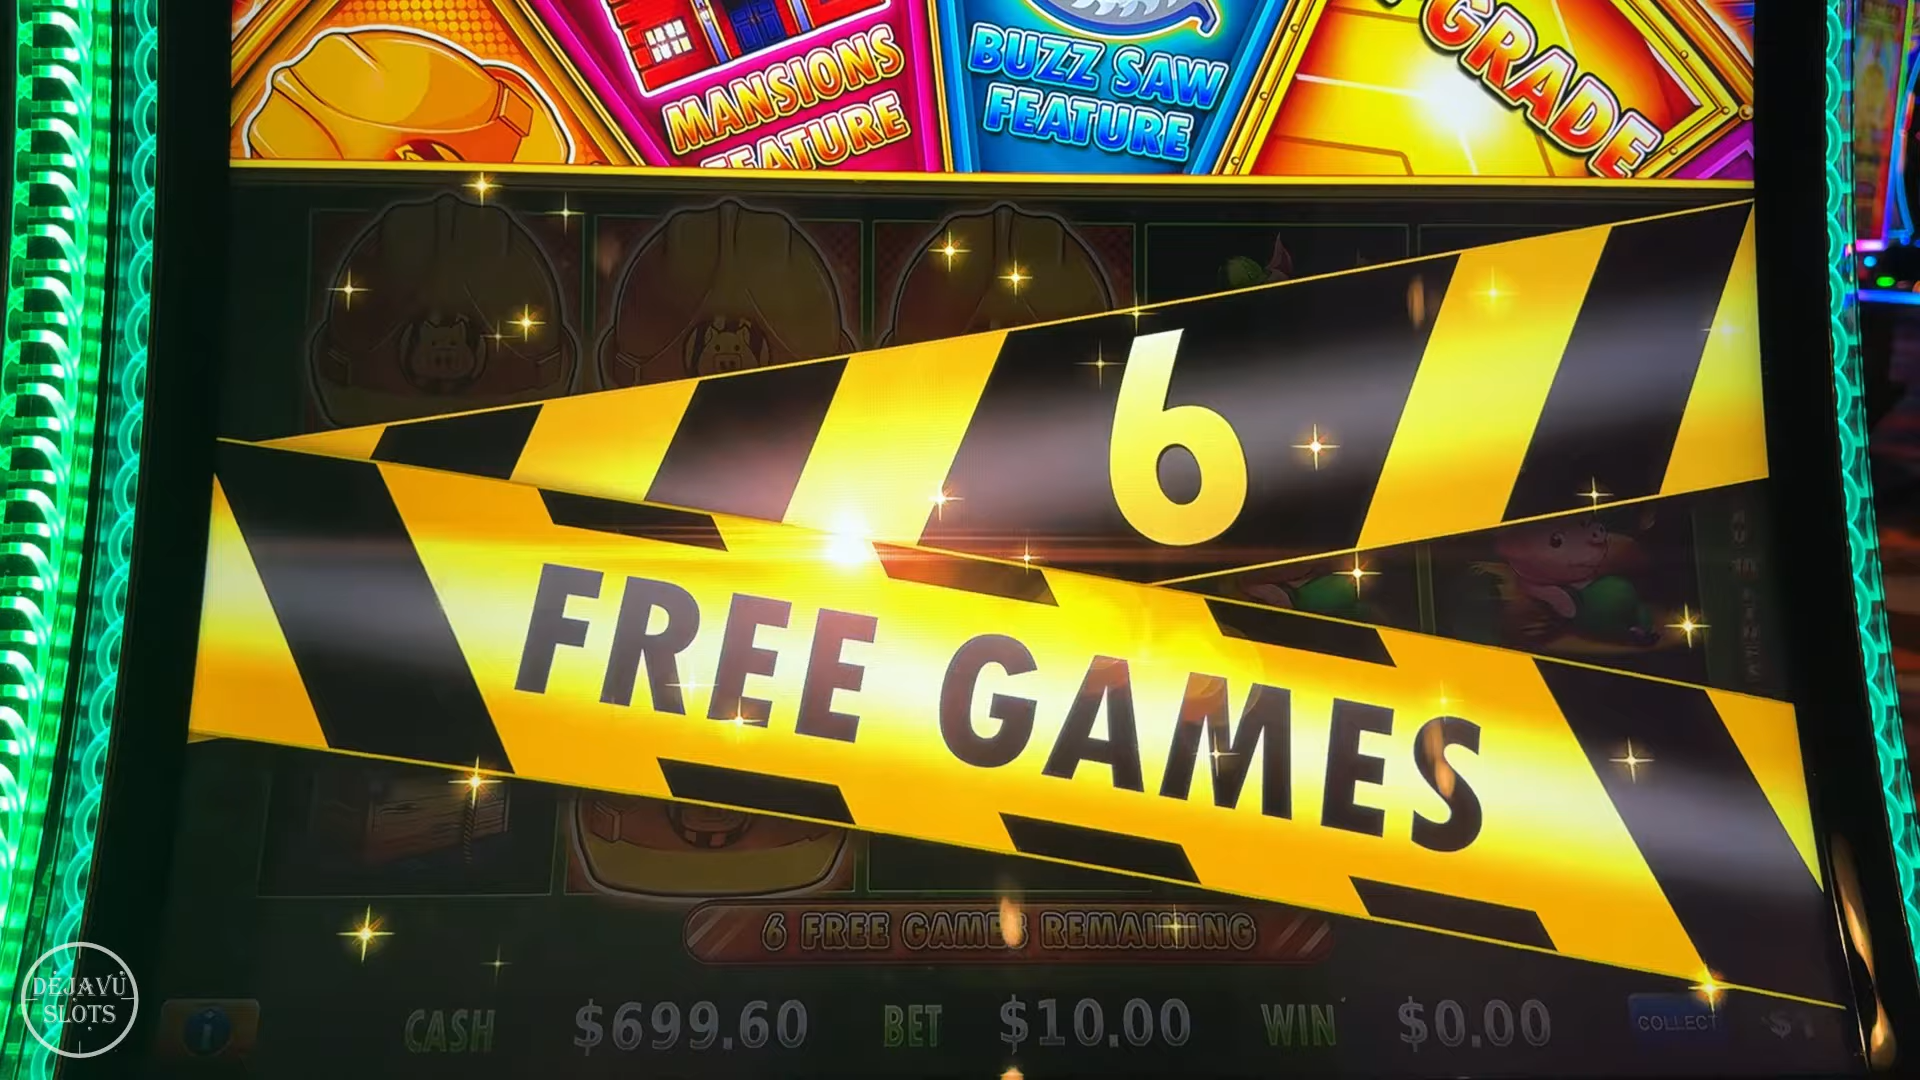 MANSIONS
FEATURE
BUZZ SAW
FEATURE
GRADE
6
FREE GAMES
6 FREE GAMES REMAINING
CASH $699.60 BET $10.00 WIN $0.00 COLLECT
DEJAVU
SLOTS